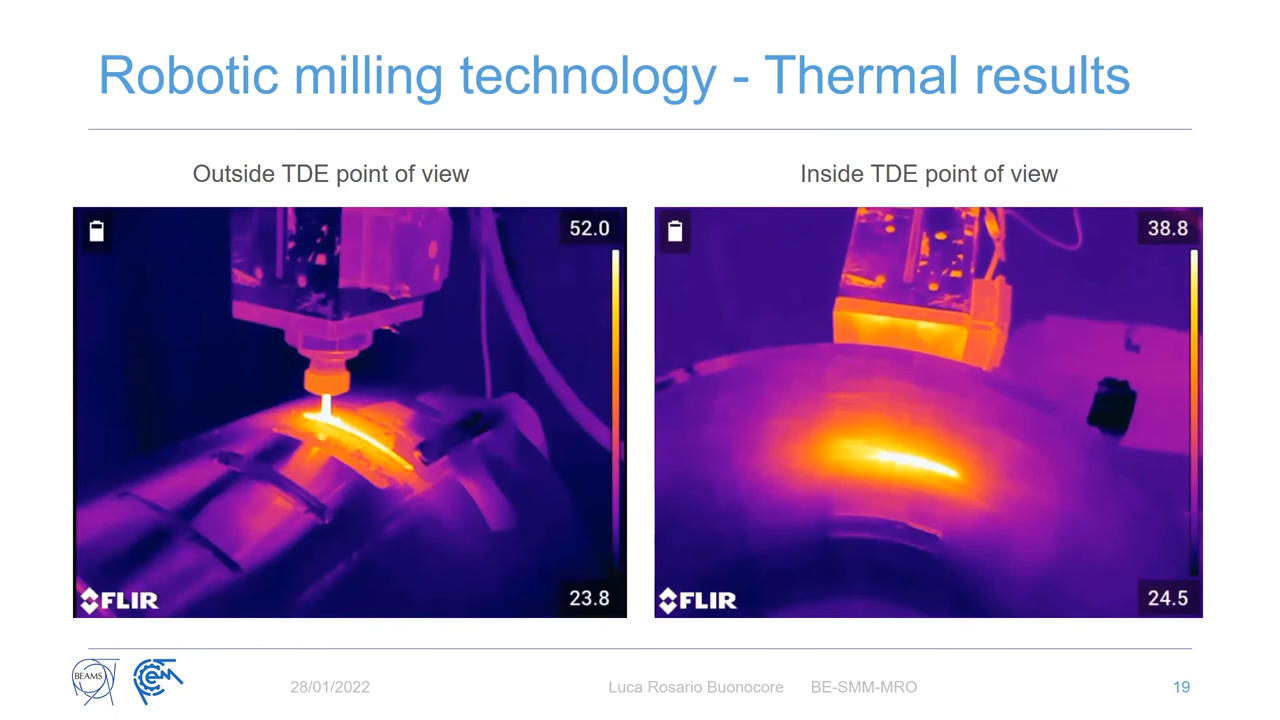 Robotic milling technology - Thermal results
Outside TDE point of view
Inside TDE point of view
52.0
23.8
FLIR
38.8
24.5
FLIR
BEAMS
CEM
28/01/2022
Luca Rosario Buonocore
BE-SMM-MRO
19